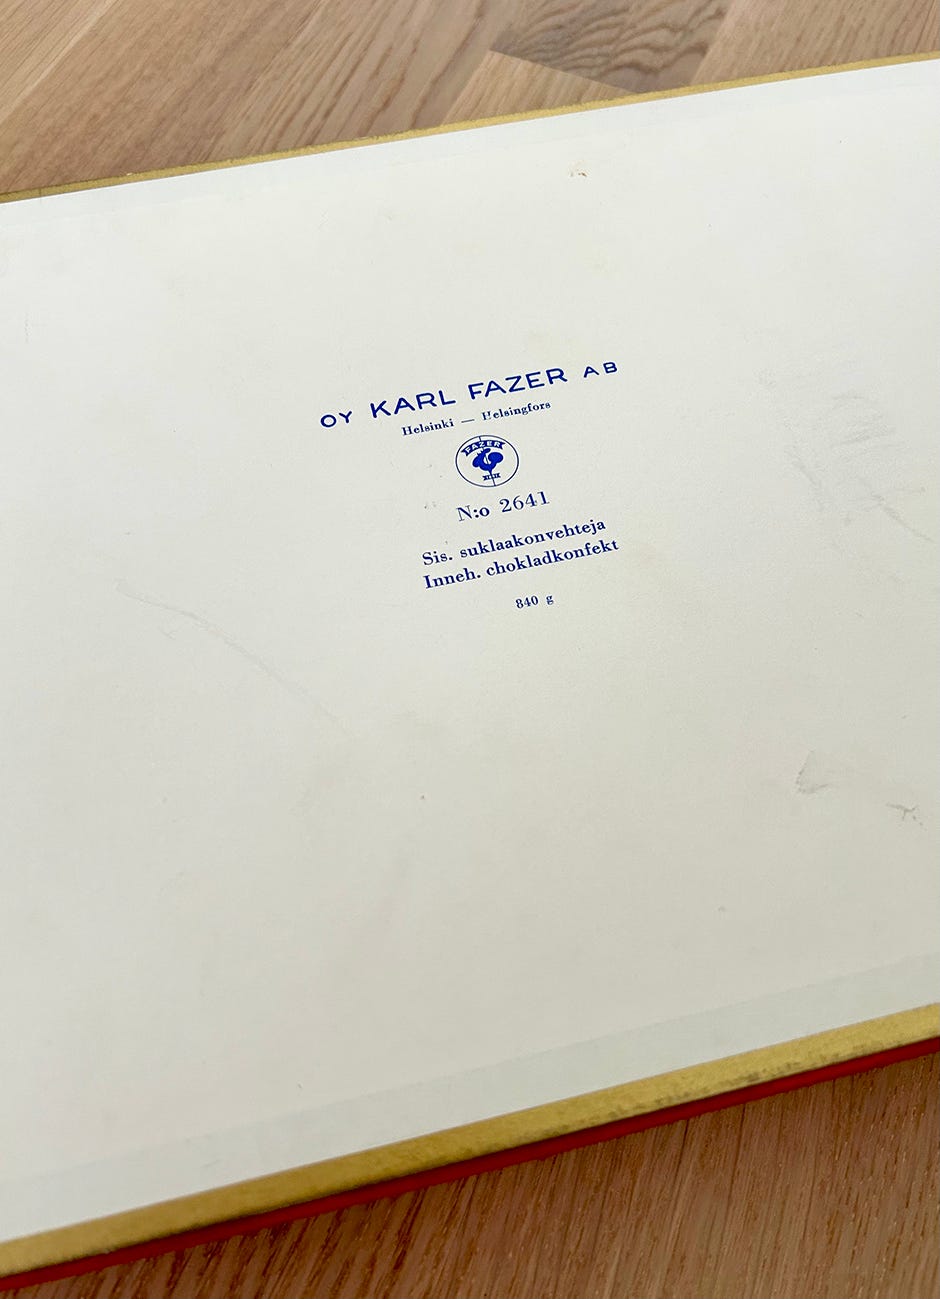 OY KARL FAZER AB
Helsinki — Helsingfors
FAZER
N:o 2641
Sis. suklaakonvehteja
Inneh. chokladkonfekt
840 g